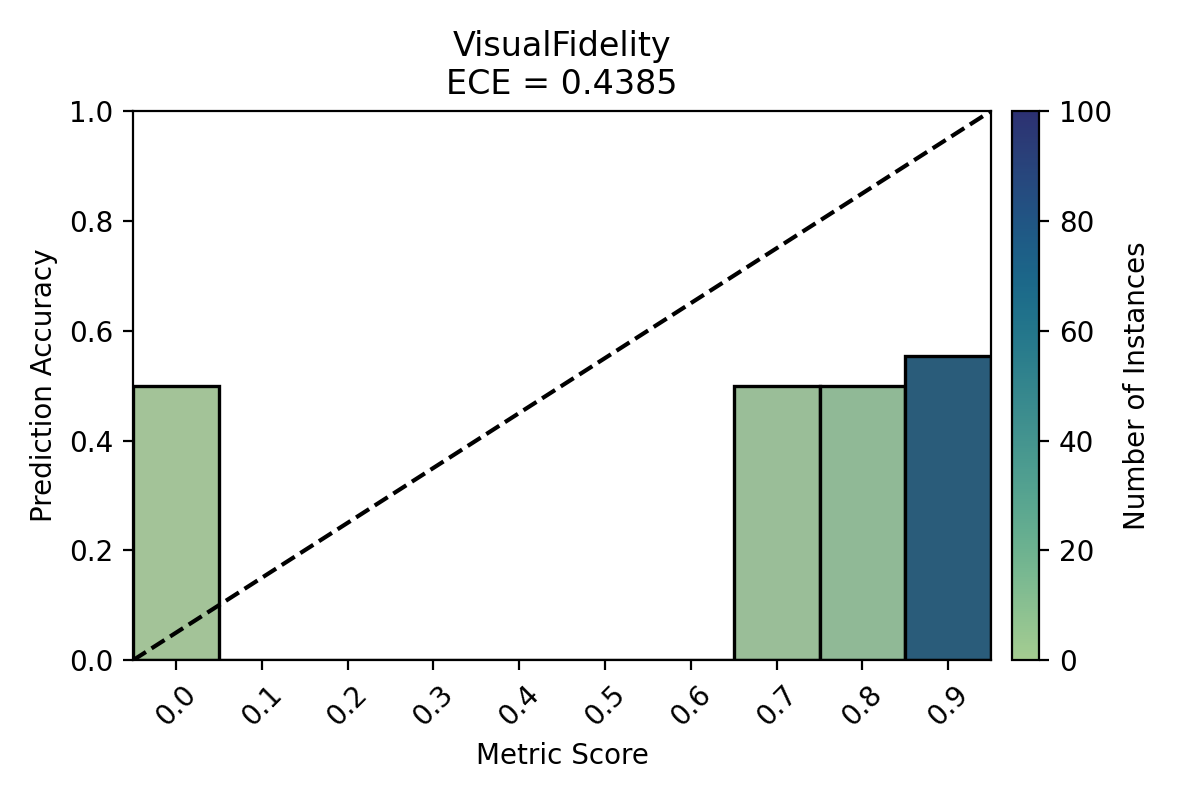 VisualFidelity
ECE = 0.4385
1.0
0.8
0.6
0.4
0.2
0.0
Prediction Accuracy
0.0 0.1 0.2 0.3 0.4 0.5 0.6 0.7 0.8 0.9
Metric Score
100
80
60
40
20
0
Number of Instances